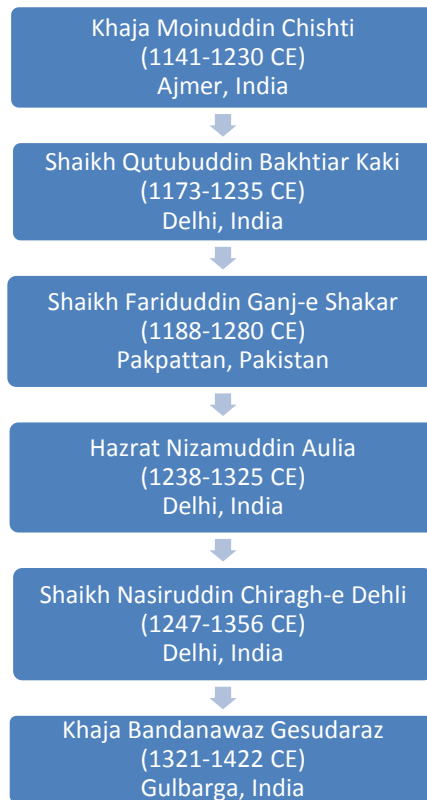 Khaja Moinuddin Chishti
(1141-1230 CE)
Ajmer, India
Shaikh Qutubuddin Bakhtiar Kaki
(1173-1235 CE)
Delhi, India
Shaikh Fariduddin Ganj-e Shakar
(1188-1280 CE)
Pakpattan, Pakistan
Hazrat Nizamuddin Aulia
(1238-1325 CE)
Delhi, India
Shaikh Nasiruddin Chiragh-e Dehli
(1247-1356 CE)
Delhi, India
Khaja Bandanawaz Gesudaraz
(1321-1422 CE)
Gulbarga, India